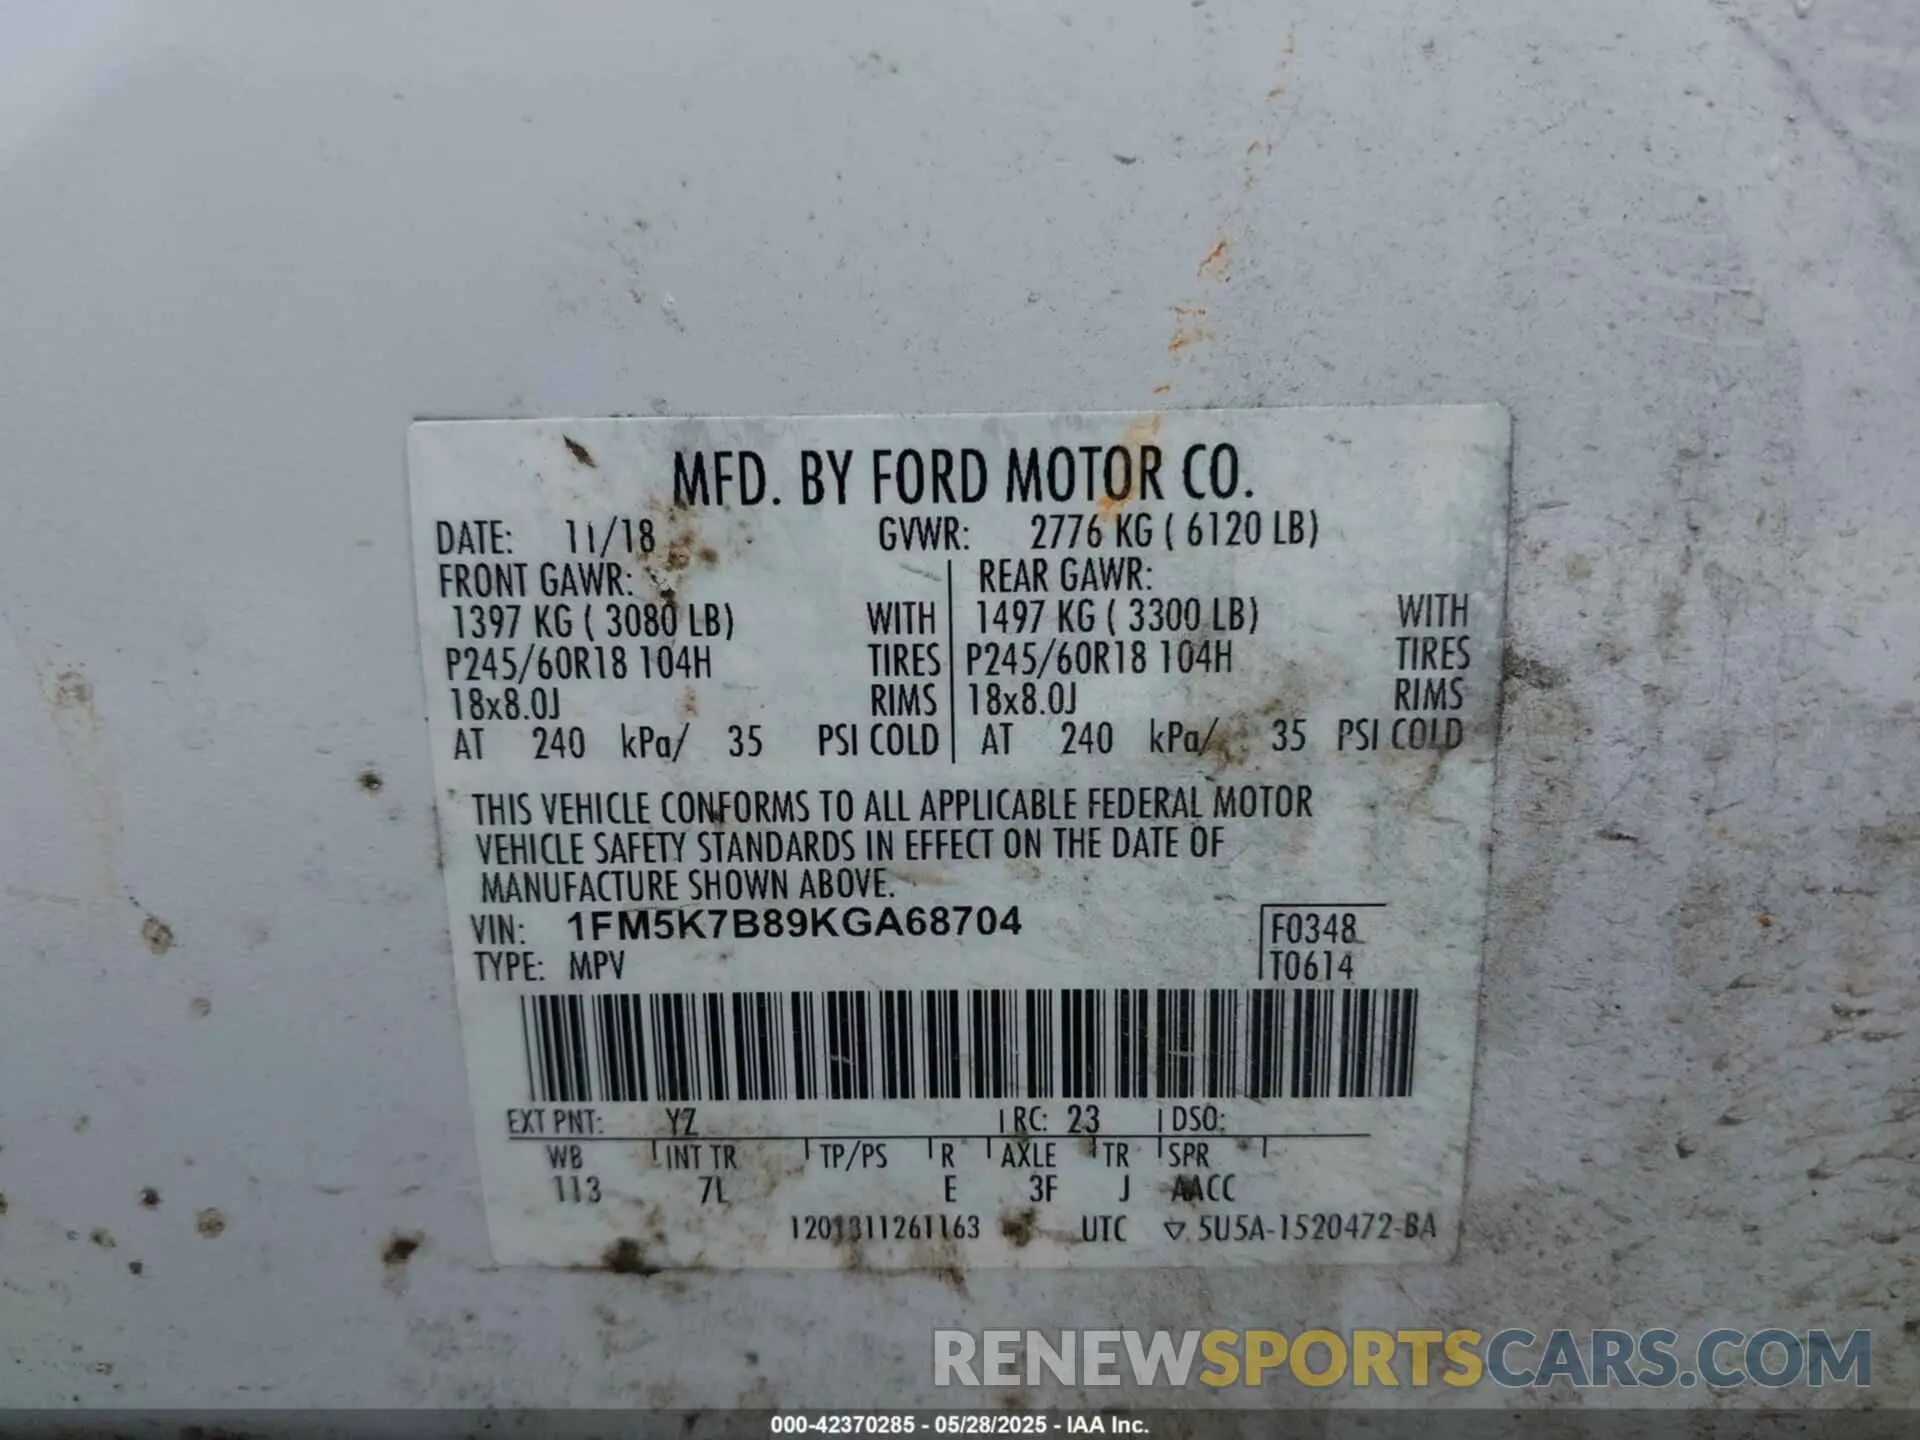 MFD. BY FORD MOTOR CO.
DATE: 11/18 GVWR: 2776 KG ( 6120 LB)
FRONT GAWR: REAR GAWR:
1397 KG ( 3080 LB) WITH 1497 KG ( 3300 LB) WITH
P245/60R18 104H TIRES P245/60R18 104H TIRES
18x8.0J RIMS 18x8.0J RIMS
AT 240 kPa/ 35 PSI COLD AT 240 kPa/ 35 PSI COLD
THIS VEHICLE CONFORMS TO ALL APPLICABLE FEDERAL MOTOR
VEHICLE SAFETY STANDARDS IN EFFECT ON THE DATE OF
MANUFACTURE SHOWN ABOVE.
VIN: 1FM5K7B89KGA68704 F0348
TYPE: MPV T0614
EXT PNT: YZ RC: 23 DSO:
WB INT TR TP/PS R AXLE TR SPR
113 7L E 3F J AACC
1201811261163 UTC ▽ 5U5A-1520472-BA
RENEWSPORTSCARS.COM
000-42370285 - 05/28/2025 - IAA Inc.